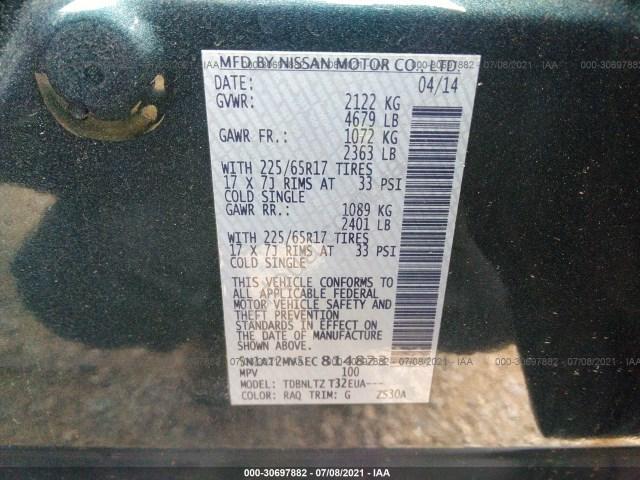 MFD BY NISSAN MOTOR CO., LTD.
DATE: 04/14
GVWR: 2122 KG
4679 LB
GAWR FR.: 1072 KG
2363 LB
WITH 225/65R17 TIRES
17 X 7J RIMS AT 33 PSI
COLD SINGLE
GAWR RR.: 1089 KG
2401 LB
WITH 225/65R17 TIRES
17 X 7J RIMS AT 33 PSI
COLD SINGLE
THIS VEHICLE CONFORMS TO
ALL APPLICABLE FEDERAL
MOTOR VEHICLE SAFETY AND
THEFT PREVENTION
STANDARDS IN EFFECT ON
THE DATE OF MANUFACTURE
SHOWN ABOVE.
814873
MPV 100
MODEL: TDBNLTZ T32EUA---
COLOR: RAQ TRIM: G ZS30A
000-30697882 - 07/08/2021 - IAA